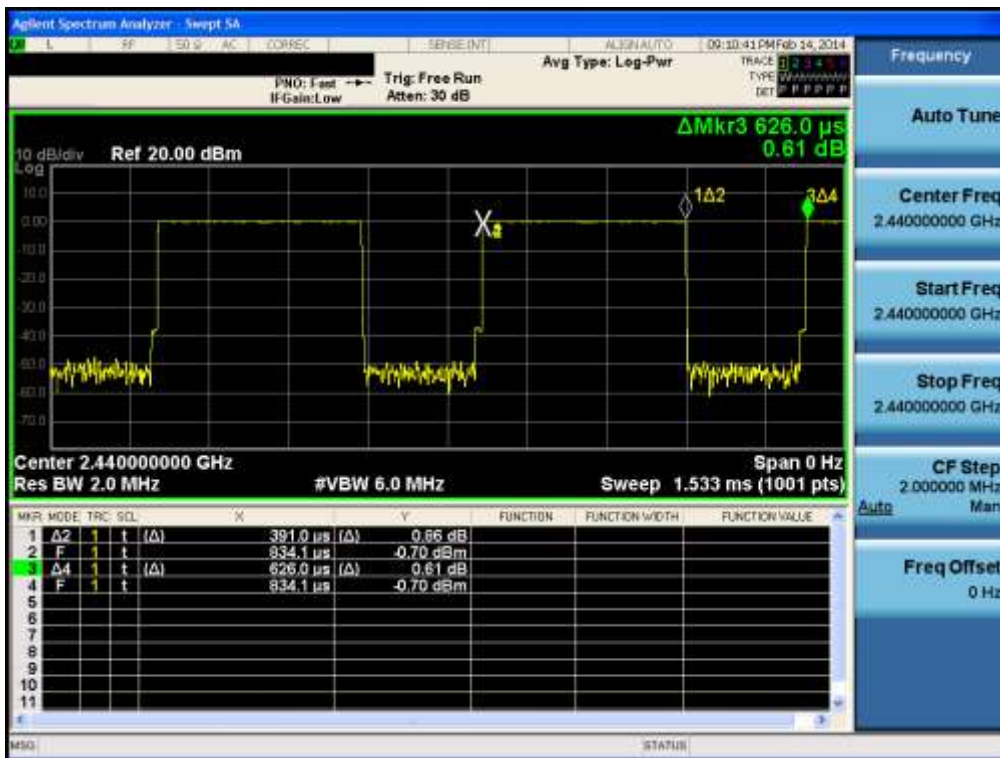 Agilent Spectrum Analyzer - Swept SA
L RF 50 Ω AC CORREC SENSE:INT ALIGNAUTO 09:10:41 PM Feb 14, 2014
Frequency
PNO: Fast
IFGain:Low
Trig: Free Run
Atten: 30 dB
Avg Type: Log-Pwr
TRACE 1 2 3 4 5 6
TYPE
DET P P P P P P
Auto Tune
ΔMkr3 626.0 µs
0.61 dB
10 dB/div Ref 20.00 dBm
Log
10.0
0.00
-10.0
-20.0
-30.0
-40.0
-50.0
-60.0
-70.0
1Δ2
3Δ4
Center Freq
2.440000000 GHz
Start Freq
2.440000000 GHz
Stop Freq
2.440000000 GHz
CF Step
2.000000 MHz
Auto Man
Freq Offset
0 Hz
Center 2.440000000 GHz Span 0 Hz
Res BW 2.0 MHz #VBW 6.0 MHz Sweep 1.533 ms (1001 pts)
MKR MODE TRC SCL X Y FUNCTION FUNCTION WIDTH FUNCTION VALUE
1 Δ2 1 t (Δ) 391.0 µs (Δ) 0.86 dB
2 F 1 t 834.1 µs -0.70 dBm
3 Δ4 1 t (Δ) 626.0 µs (Δ) 0.61 dB
4 F 1 t 834.1 µs -0.70 dBm
5
6
7
8
9
10
11
MSG STATUS